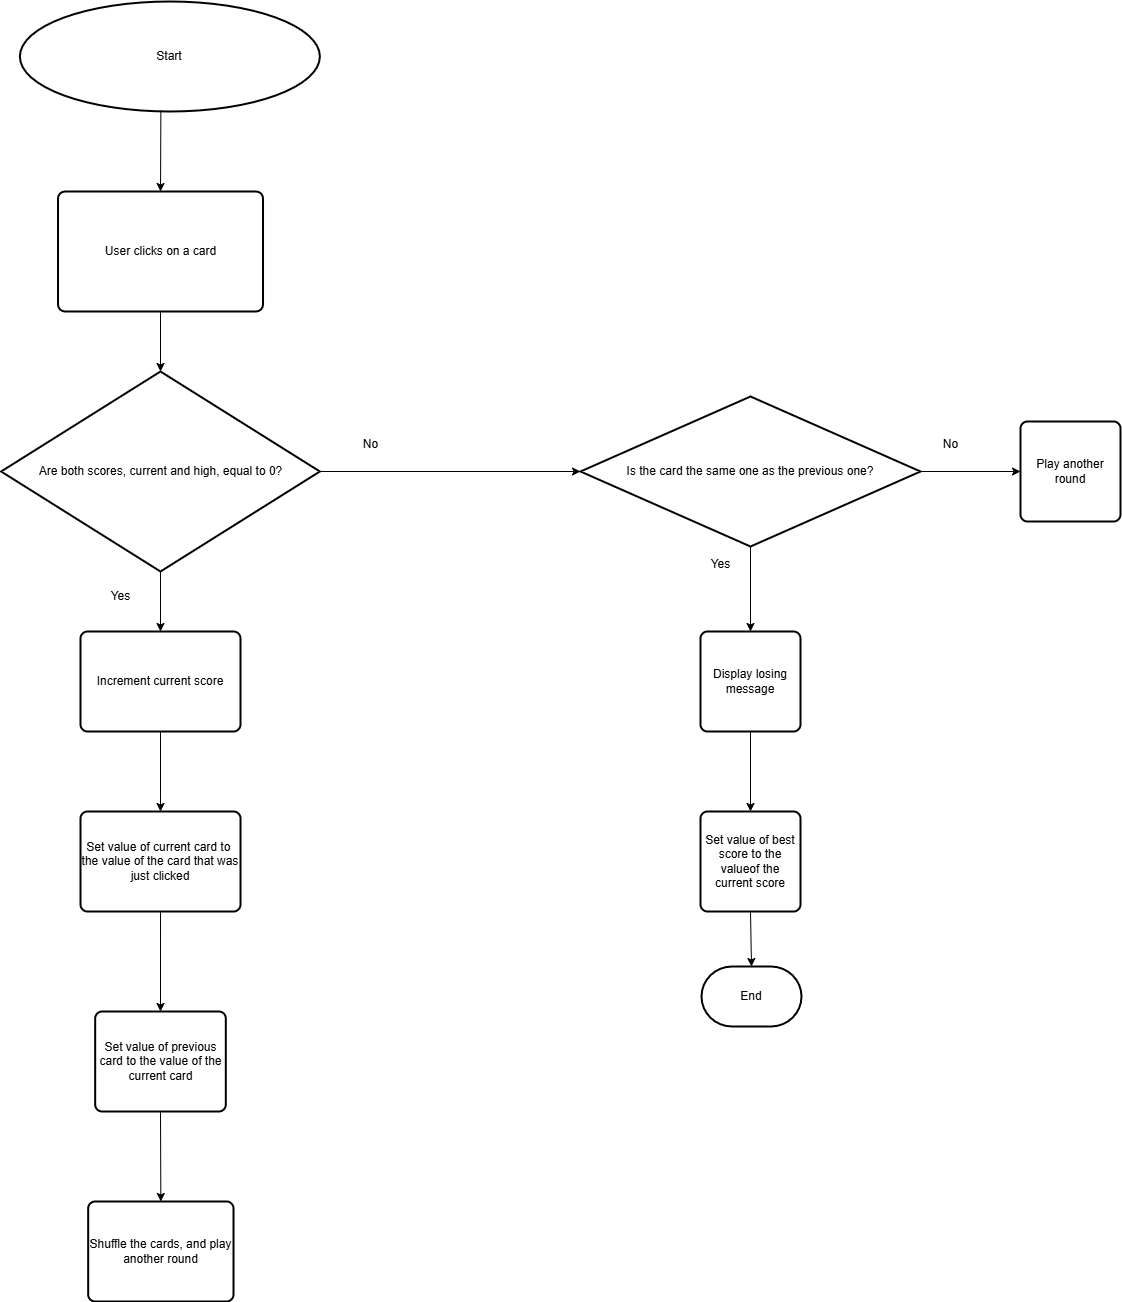 Start
User clicks on a card
Are both scores, current and high, equal to 0?
No
Is the card the same one as the previous one?
No
Play another
round
Yes
Yes
Increment current score
Display losing
message
Set value of current card to
the value of the card that was
just clicked
Set value of best
score to the
valueof the
current score
End
Set value of previous
card to the value of the
current card
Shuffle the cards, and play
another round